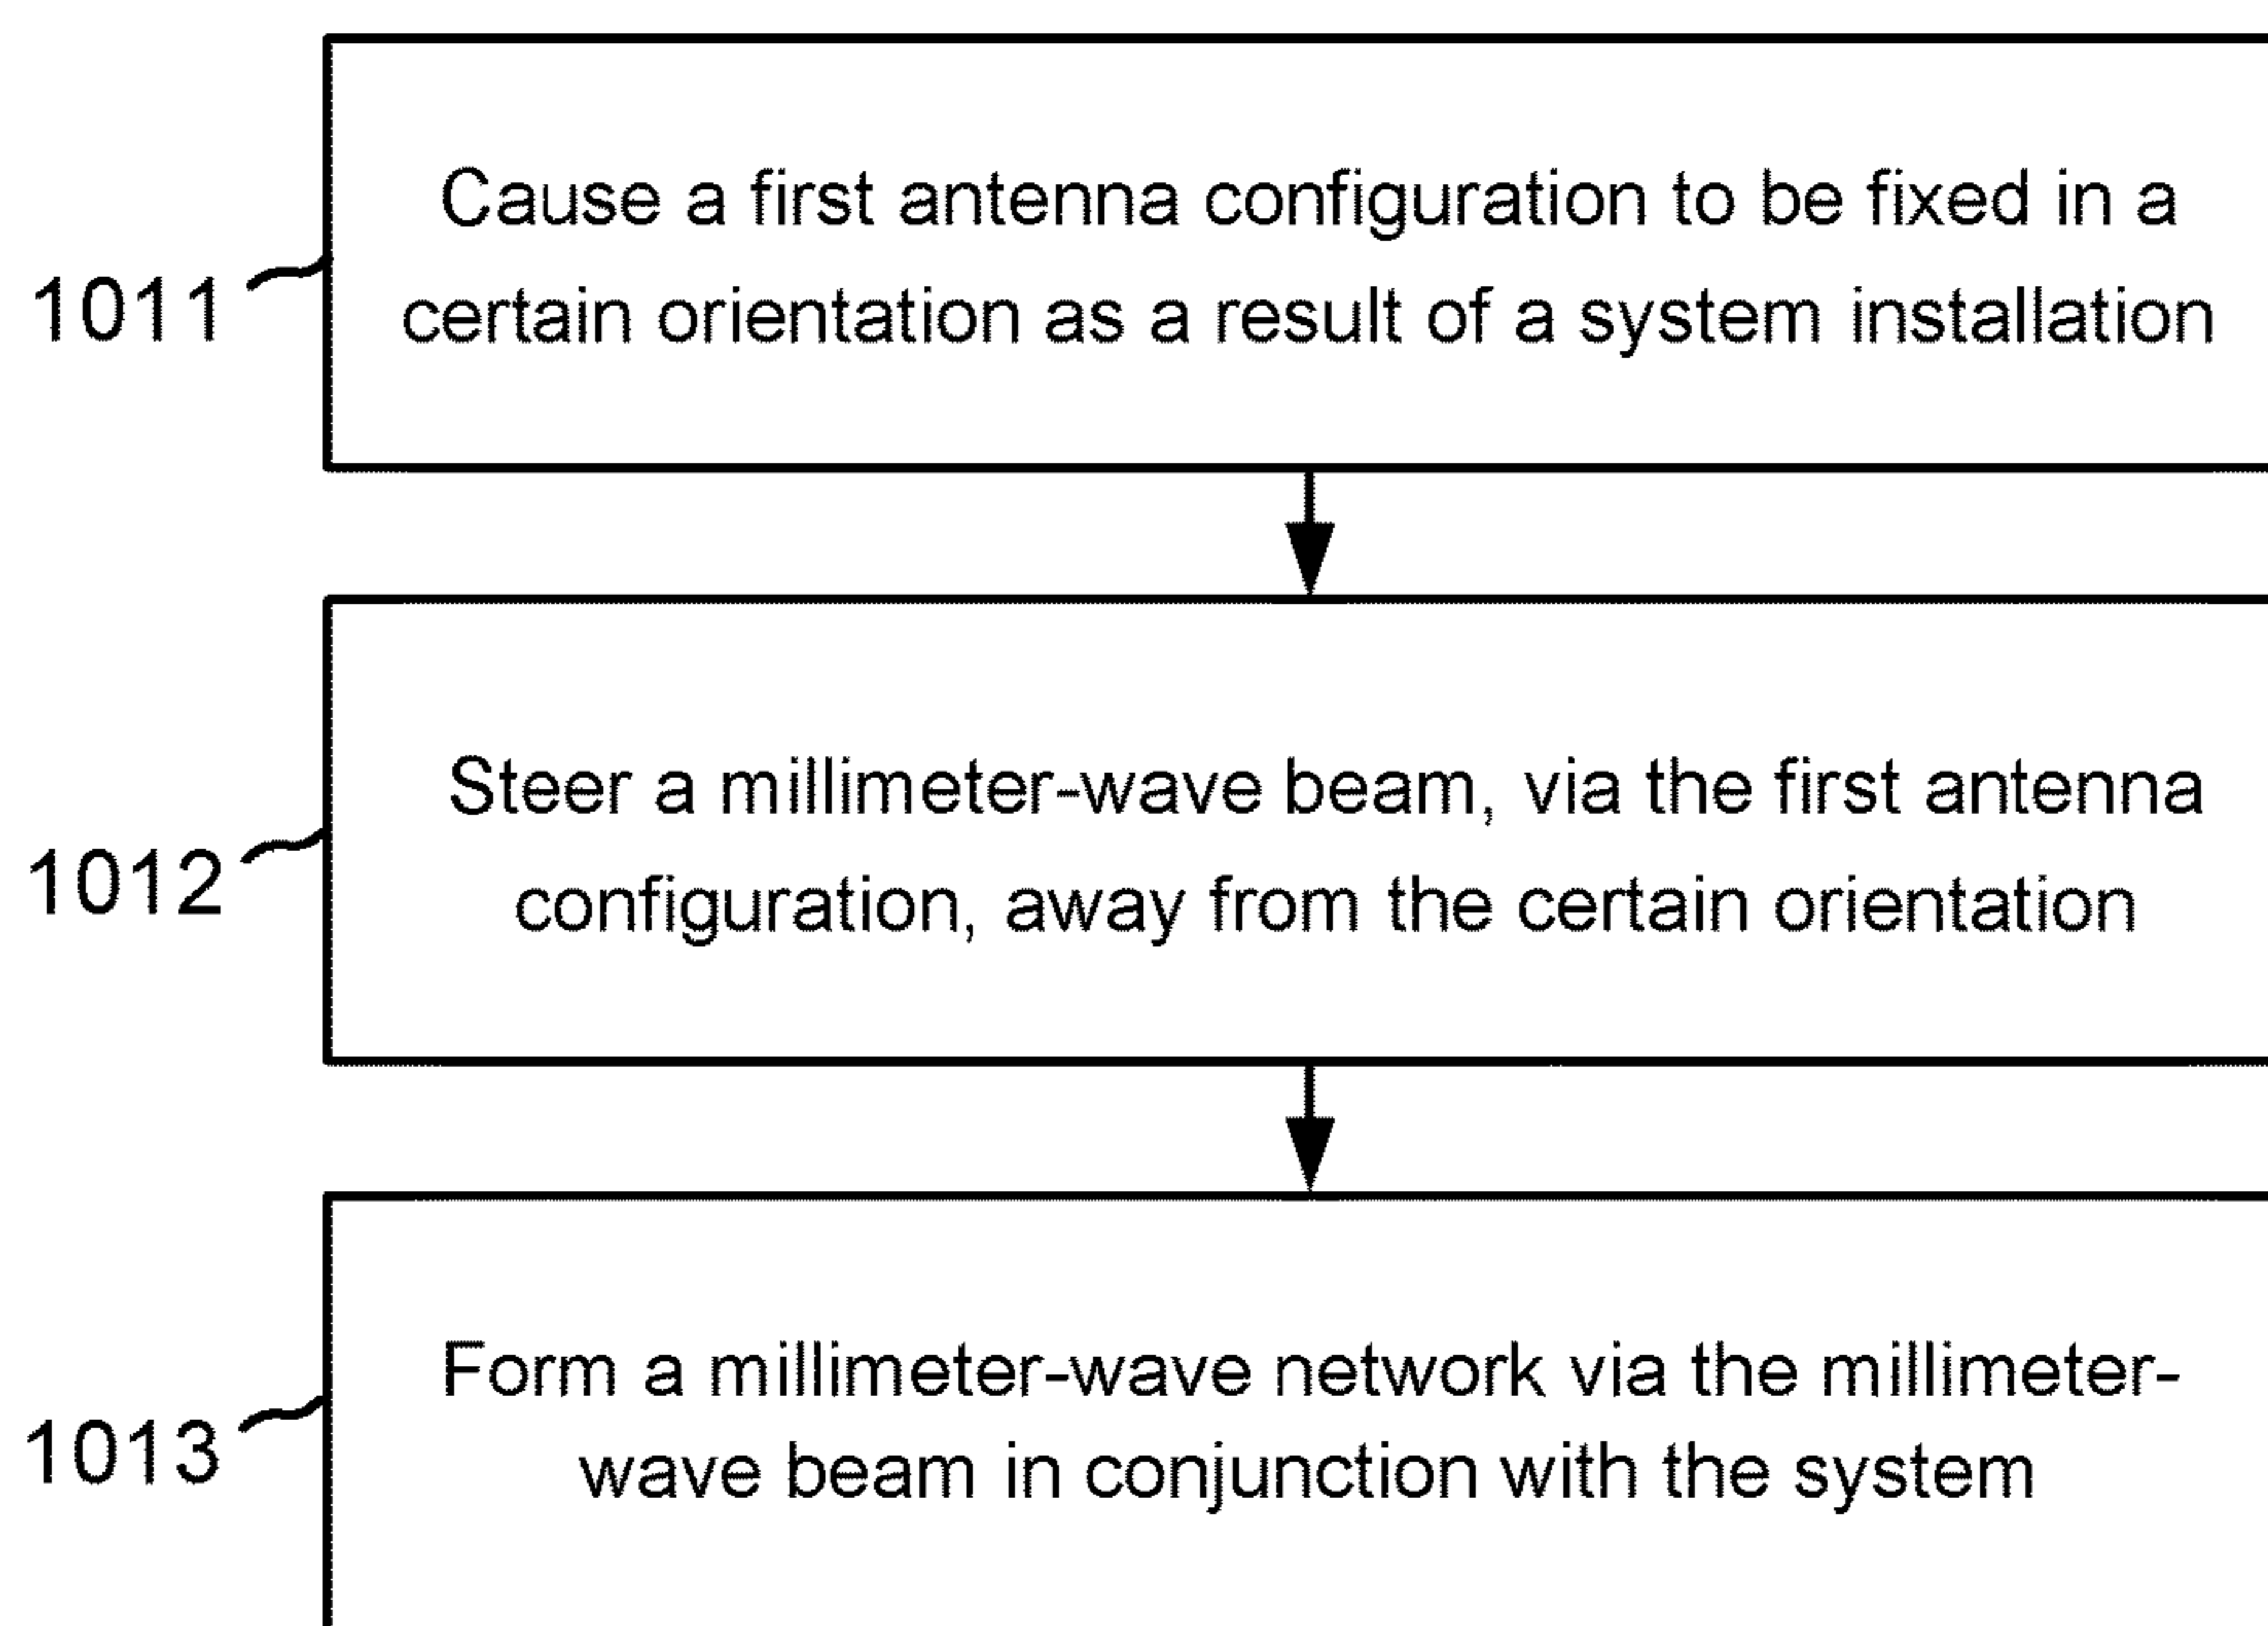 Cause a first antenna configuration to be fixed in a
1011
certain orientation as a result of a system installation
Steer a millimeter-wave beam, via the first antenna
1012
configuration, away from the certain orientation
Form a millimeter-wave network via the millimeter-
1013
wave beam in conjunction with the system